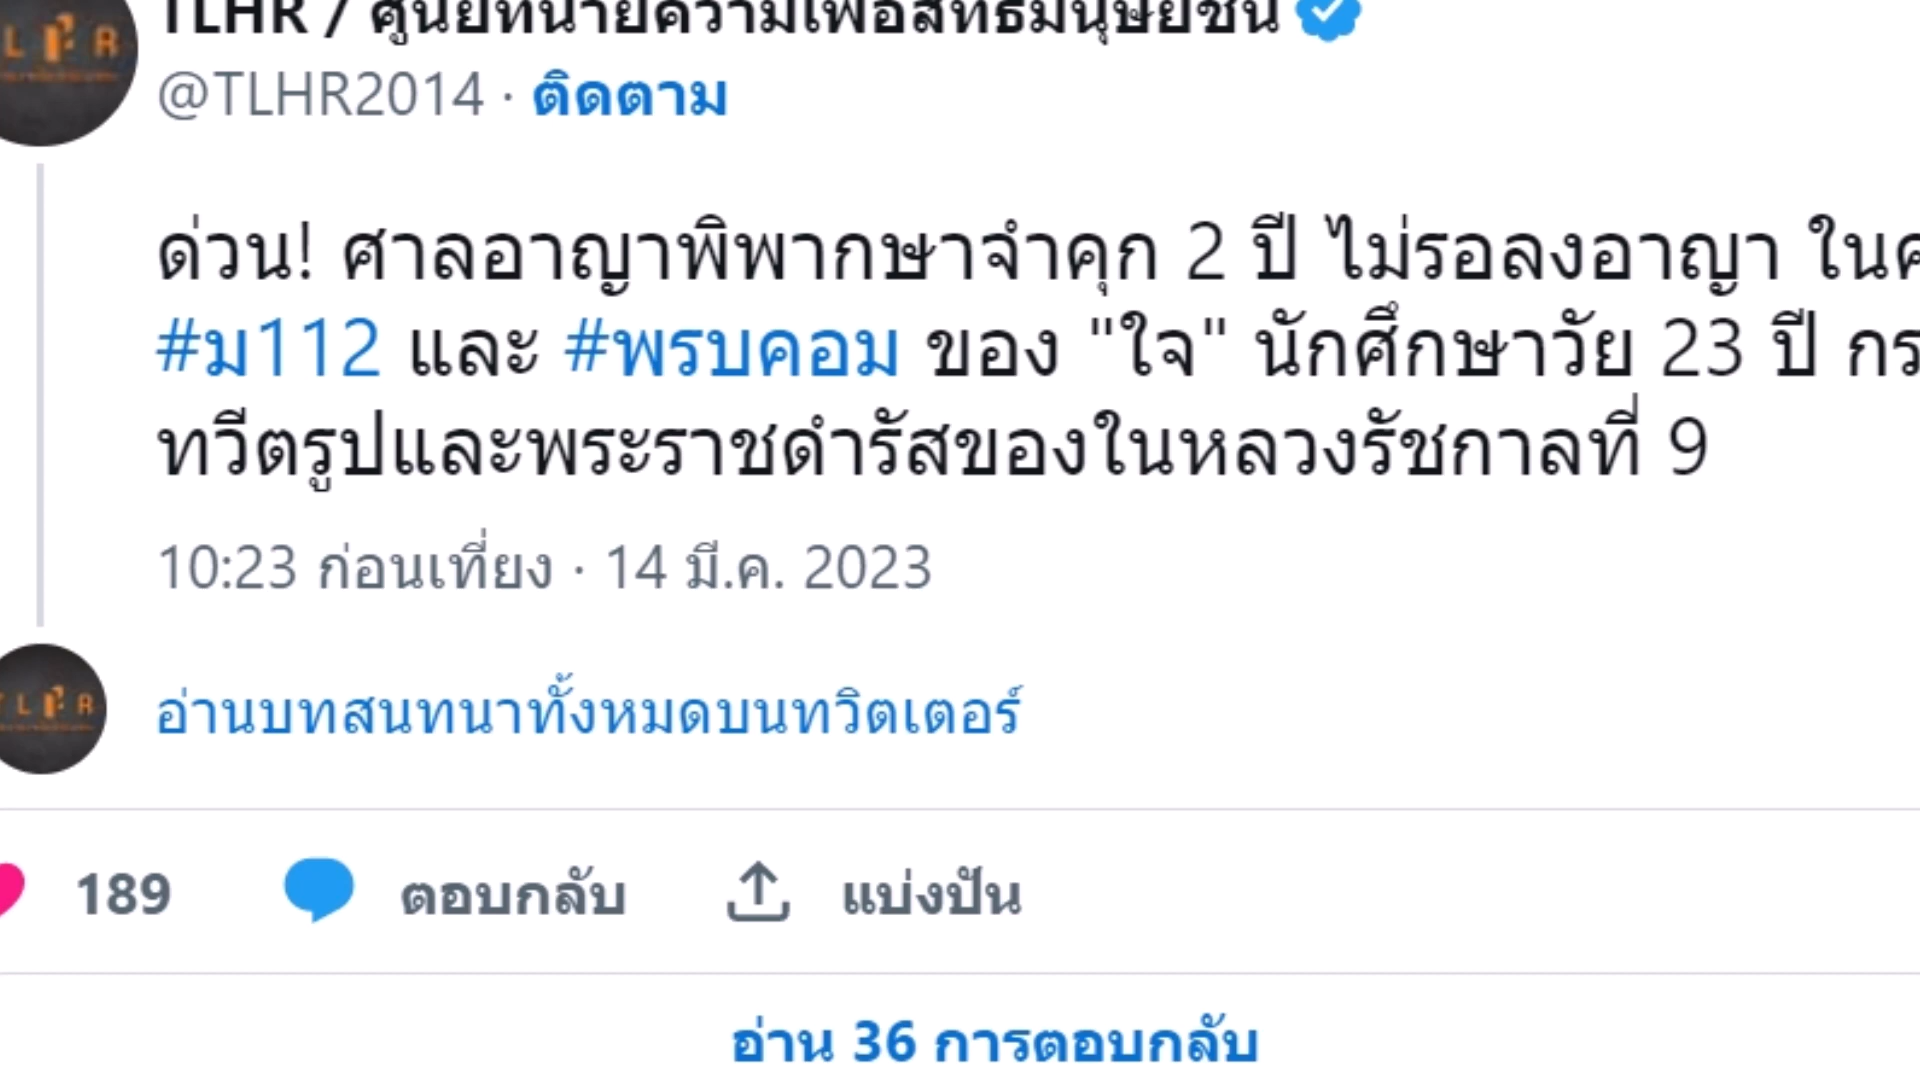 TLHR / ศูนย์ทนายความเพื่อสิทธิมนุษยชน
@TLHR2014 · ติดตาม
ด่วน! ศาลอาญาพิพากษาจำคุก 2 ปี ไม่รอลงอาญา ใน
#ม112 และ #พรบคอม ของ "ใจ" นักศึกษาวัย 23 ปี
ทวีตรูปและพระราชดำรัสของในหลวงรัชกาลที่ 9
10:23 ก่อนเที่ยง · 14 มี.ค. 2023
อ่านบทสนทนาทั้งหมดบนทวิตเตอร์
189 ตอบกลับ แบ่งปัน
อ่าน 36 การตอบกลับ